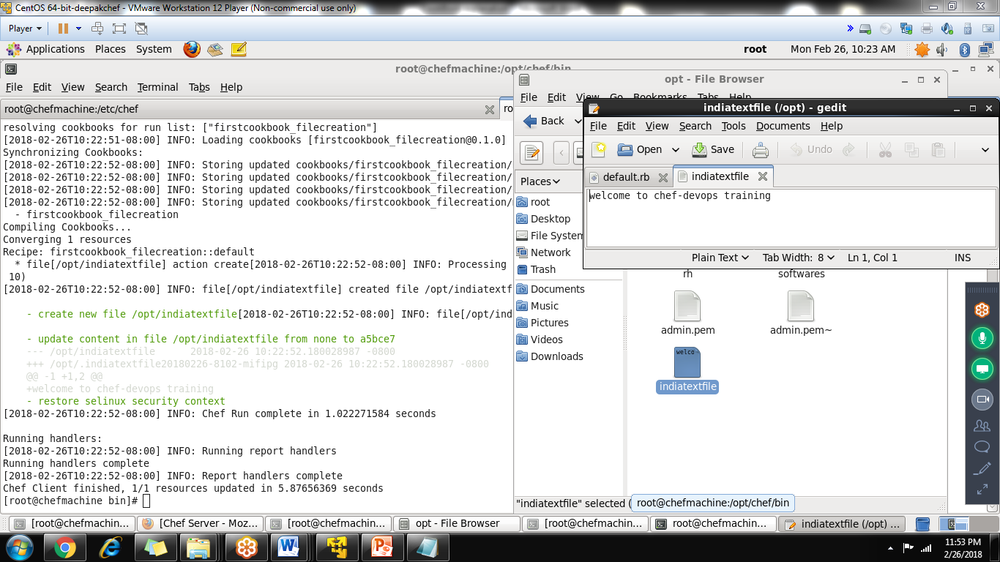 CentOS 64-bit-deepakchef - VMware Workstation 12 Player (Non-commercial use only)
Player
Applications Places System root Mon Feb 26, 10:23 AM
root@chefmachine:/opt/chef/bin
File Edit View Search Terminal Tabs Help
root@chefmachine:/etc/chef
resolving cookbooks for run list: ["firstcookbook_filecreation"]
[2018-02-26T10:22:51-08:00] INFO: Loading cookbooks [firstcookbook_filecreation@0.1.0]
Synchronizing Cookbooks:
[2018-02-26T10:22:51-08:00] INFO: Storing updated cookbooks/firstcookbook_filecreation/
[2018-02-26T10:22:52-08:00] INFO: Storing updated cookbooks/firstcookbook_filecreation/
[2018-02-26T10:22:52-08:00] INFO: Storing updated cookbooks/firstcookbook_filecreation/
[2018-02-26T10:22:52-08:00] INFO: Storing updated cookbooks/firstcookbook_filecreation/
- firstcookbook_filecreation
Compiling Cookbooks...
Converging 1 resources
Recipe: firstcookbook_filecreation::default
* file[/opt/indiatextfile] action create[2018-02-26T10:22:52-08:00] INFO: Processing
10)
[2018-02-26T10:22:52-08:00] INFO: file[/opt/indiatextfile] created file /opt/indiatextf
- create new file /opt/indiatextfile[2018-02-26T10:22:52-08:00] INFO: file[/opt/ind
- update content in file /opt/indiatextfile from none to a5bce7
--- /opt/indiatextfile 2018-02-26 10:22:52.180028987 -0800
+++ /opt/.indiatextfile20180226-8102-mifipg 2018-02-26 10:22:52.180028987 -0800
@@ -1 +1,2 @@
+welcome to chef-devops training
- restore selinux security context
[2018-02-26T10:22:52-08:00] INFO: Chef Run complete in 1.022271584 seconds
Running handlers:
[2018-02-26T10:22:52-08:00] INFO: Running report handlers
Running handlers complete
[2018-02-26T10:22:52-08:00] INFO: Report handlers complete
Chef Client finished, 1/1 resources updated in 5.87656369 seconds
[root@chefmachine bin]#
opt - File Browser
File Edit View Go Bookmarks Tabs Help
Back
Places
root
Desktop
File System
Network
Trash
Documents
Music
Pictures
Videos
Downloads
rh softwares
admin.pem admin.pem~
welco
indiatextfile
"indiatextfile" selected (
root@chefmachine:/opt/chef/bin
indiatextfile (/opt) - gedit
File Edit View Search Tools Documents Help
Open Save Undo
default.rb indiatextfile
welcome to chef-devops training
Plain Text Tab Width: 8 Ln 1, Col 1 INS
[root@chefmachin... [Chef Server - Moz... [root@chefmachin... opt - File Browser [root@chefmachin... root@chefmachine:... indiatextfile (/opt) ...
11:53 PM
2/26/2018